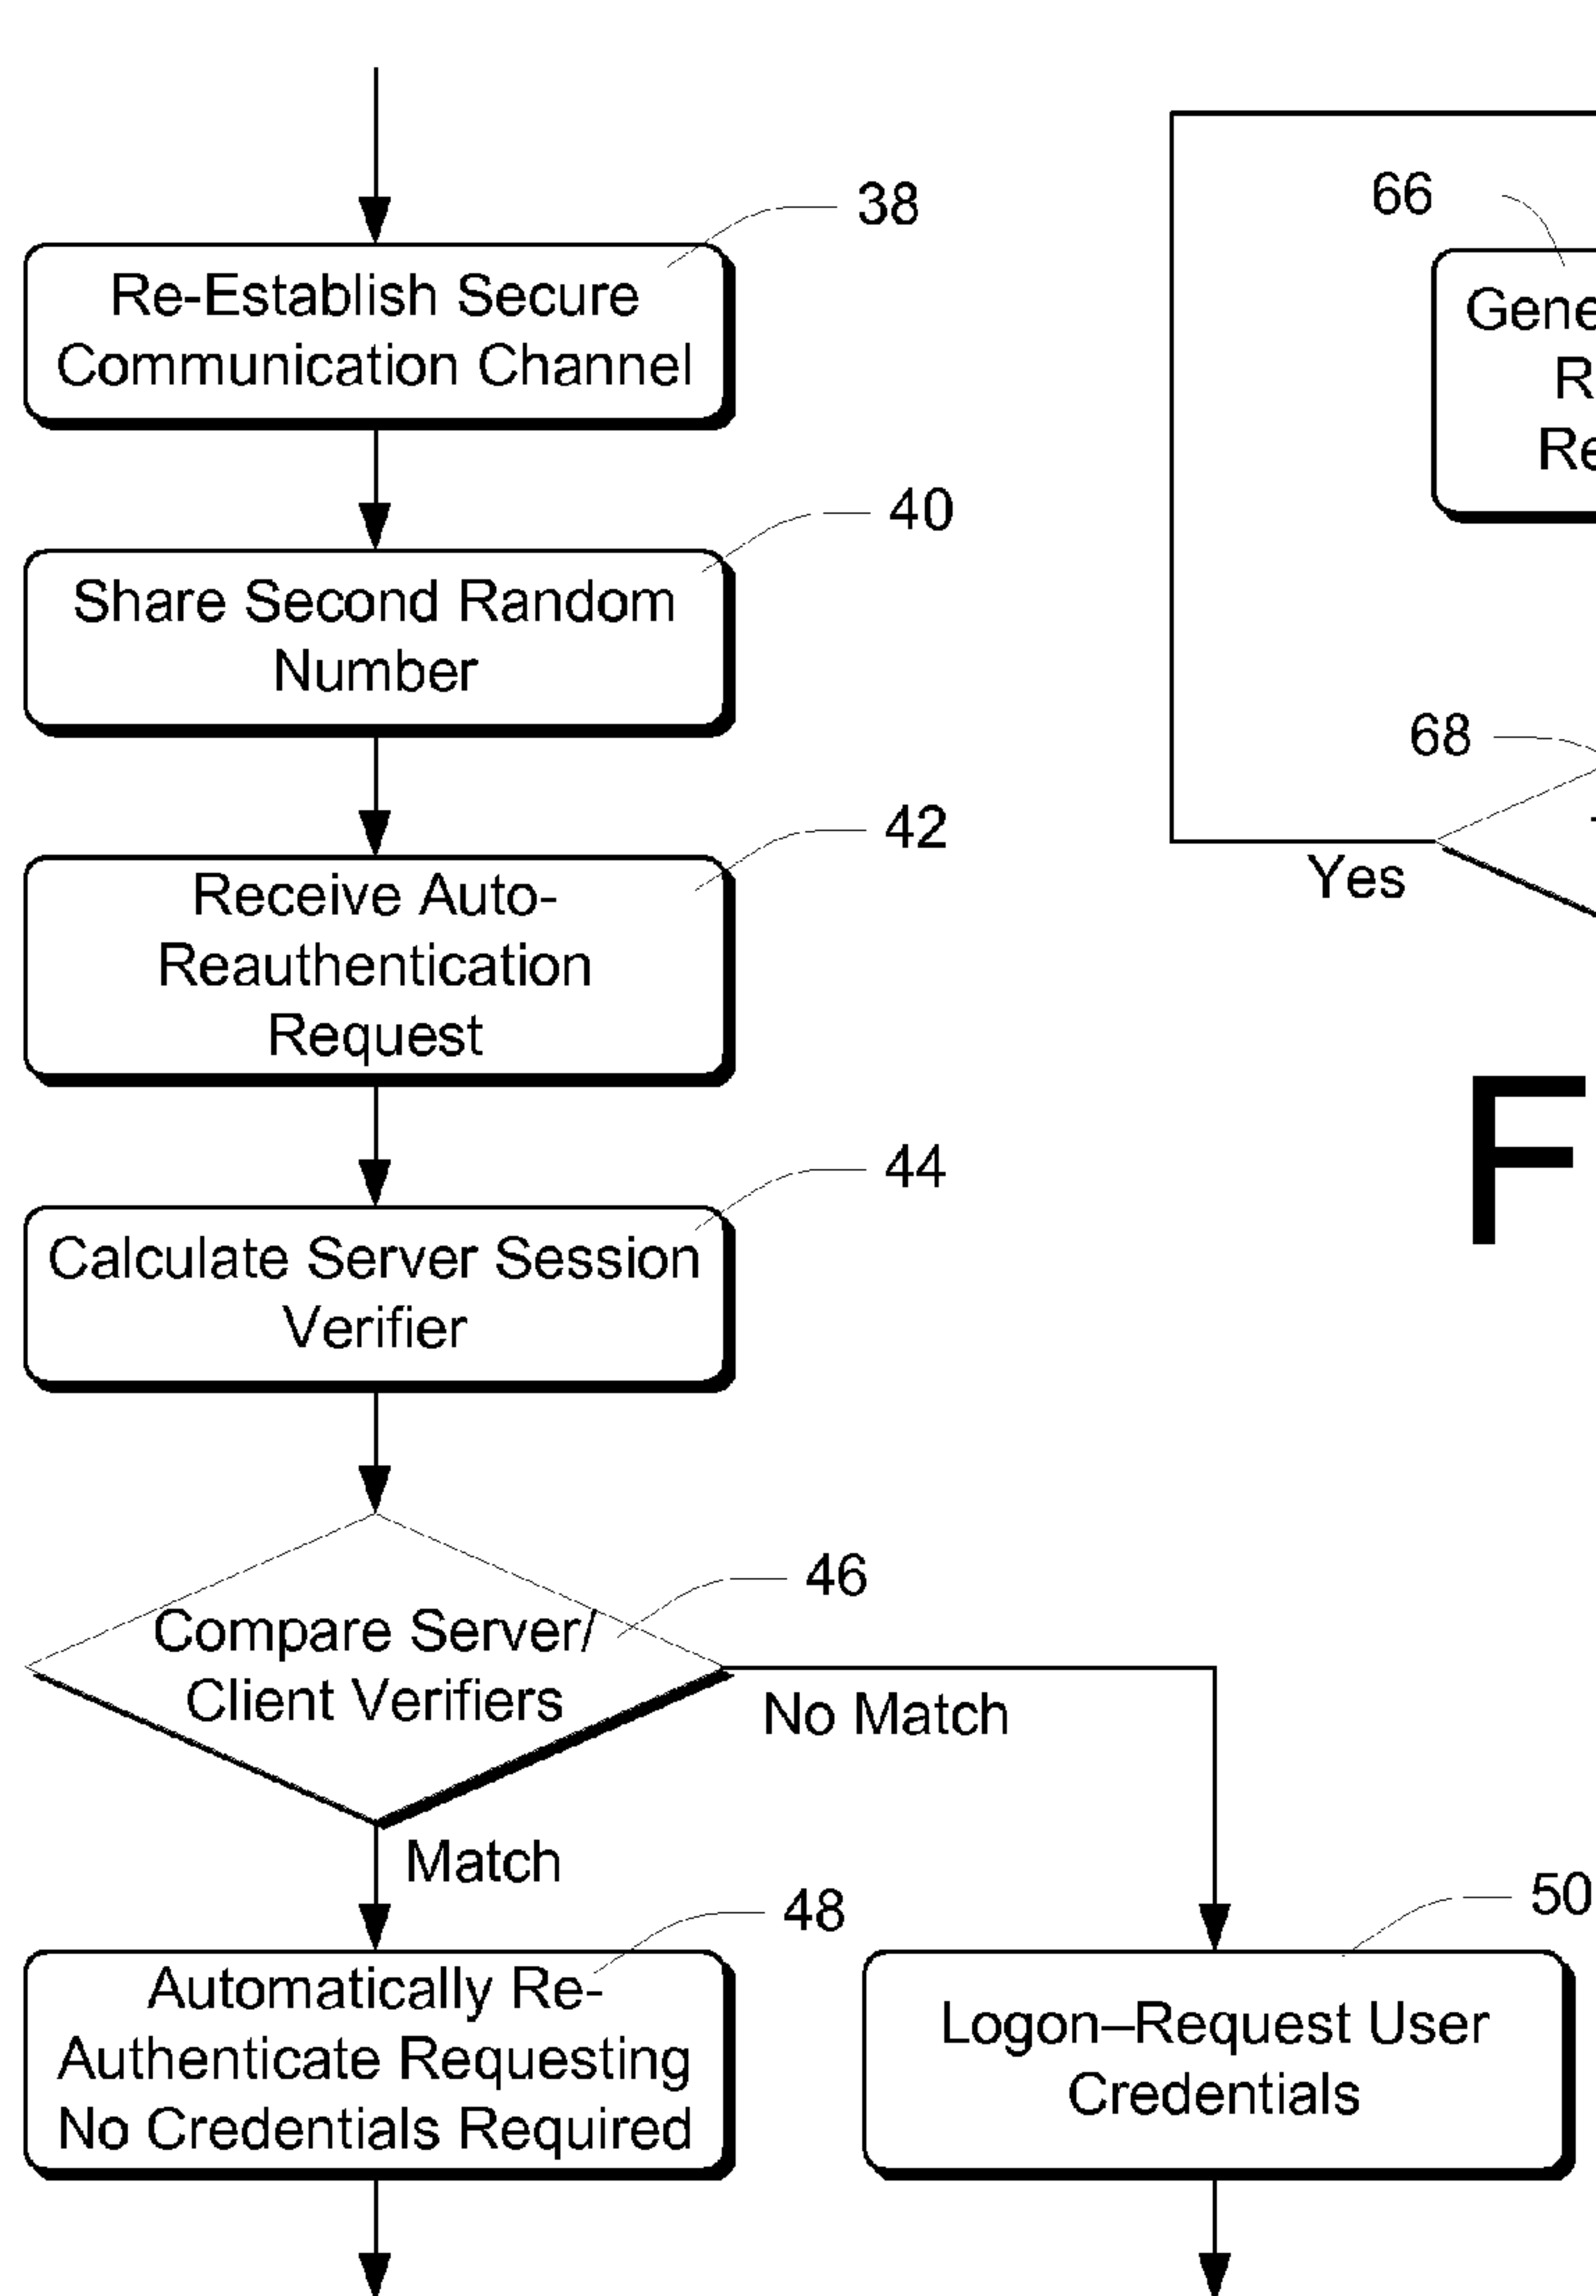 38
Re-Establish Secure
Communication Channel
40
Share Second Random
Number
42
Receive Auto-
Reauthentication
Request
44
Calculate Server Session
Verifier
46
Compare Server/
Client Verifiers
No Match
Match
48
Automatically Re-
Authenticate Requesting
No Credentials Required
50
Logon–Request User
Credentials
66
68
Yes
F